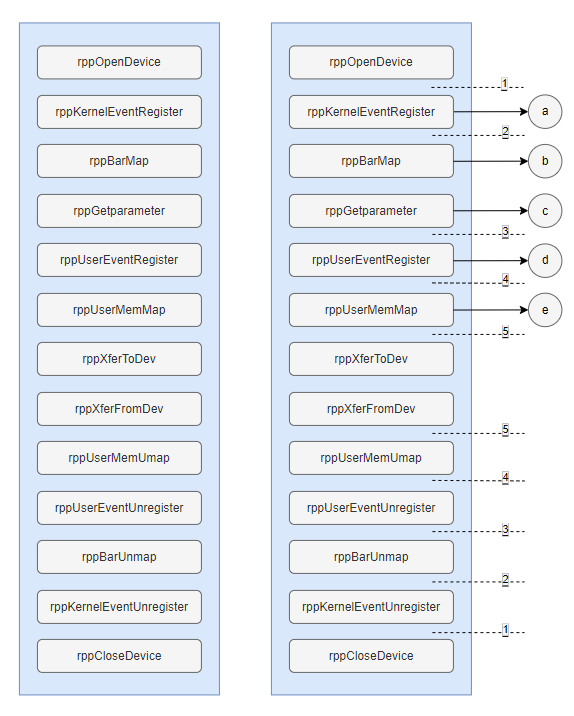 rppOpenDevice
rppKernelEventRegister
rppBarMap
rppGetparameter
rppUserEventRegister
rppUserMemMap
rppXferToDev
rppXferFromDev
rppUserMemUmap
rppUserEventUnregister
rppBarUnmap
rppKernelEventUnregister
rppCloseDevice
rppOpenDevice
1
rppKernelEventRegister
a
2
rppBarMap
b
rppGetparameter
c
3
rppUserEventRegister
d
4
rppUserMemMap
e
5
rppXferToDev
rppXferFromDev
5
rppUserMemUmap
4
rppUserEventUnregister
3
rppBarUnmap
2
rppKernelEventUnregister
1
rppCloseDevice